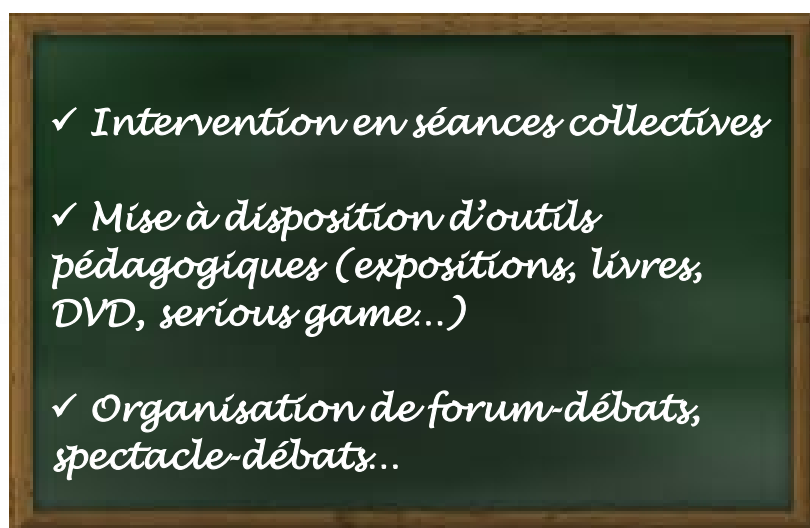 ✓ Intervention en séances collectives
✓ Mise à disposition d'outils
pédagogiques (expositions, livres,
DVD, serious game...)
✓ Organisation de forum-débats,
spectacle-débats...